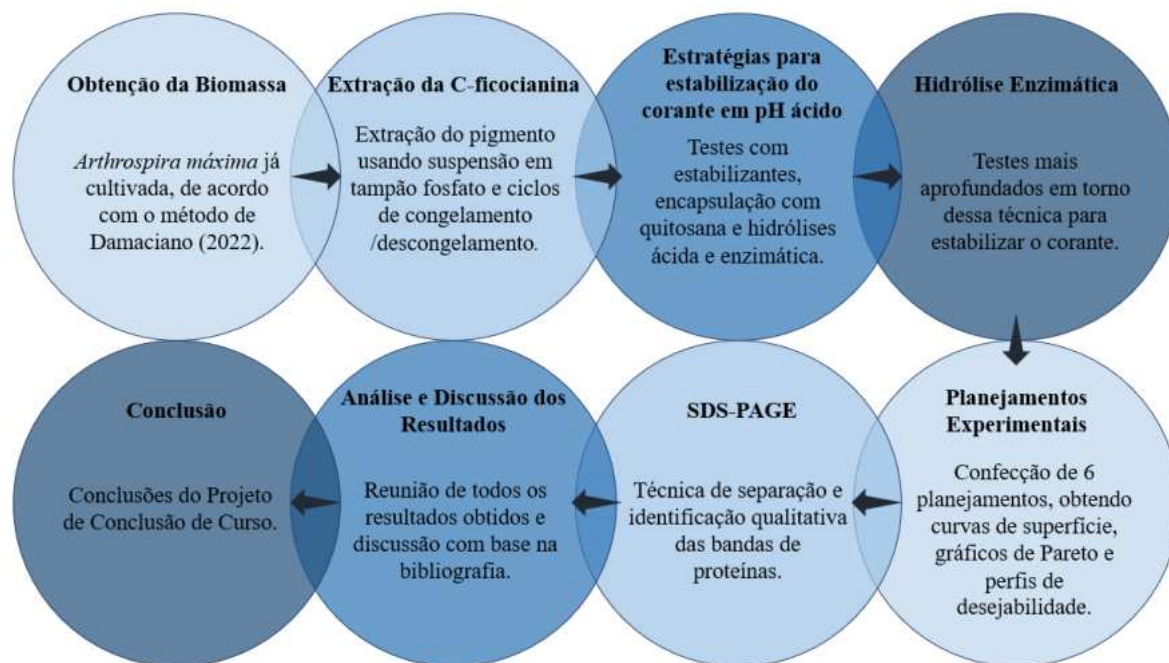 Obtenção da Biomassa
Arthrospira máxima já
cultivada, de acordo
com o método de
Damaciano (2022).
Extração da C-ficocianina
Extração do pigmento
usando suspensão em
tampão fosfato e ciclos
de congelamento
/descongelamento.
Estratégias para
estabilização do
corante em pH ácido
Testes com
estabilizantes,
encapsulação com
quitosana e hidrólises
ácida e enzimática.
Hidrólise Enzimática
Testes mais
aprofundados em torno
dessa técnica para
estabilizar o corante.
Planejamentos
Experimentais
Confecção de 6
planejamentos, obtendo
curvas de superfície,
gráficos de Pareto e
perfis de
desejabilidade.
SDS-PAGE
Técnica de separação e
identificação qualitativa
das bandas de
proteínas.
Análise e Discussão dos
Resultados
Reunião de todos os
resultados obtidos e
discussão com base na
bibliografia.
Conclusão
Conclusões do Projeto
de Conclusão de Curso.